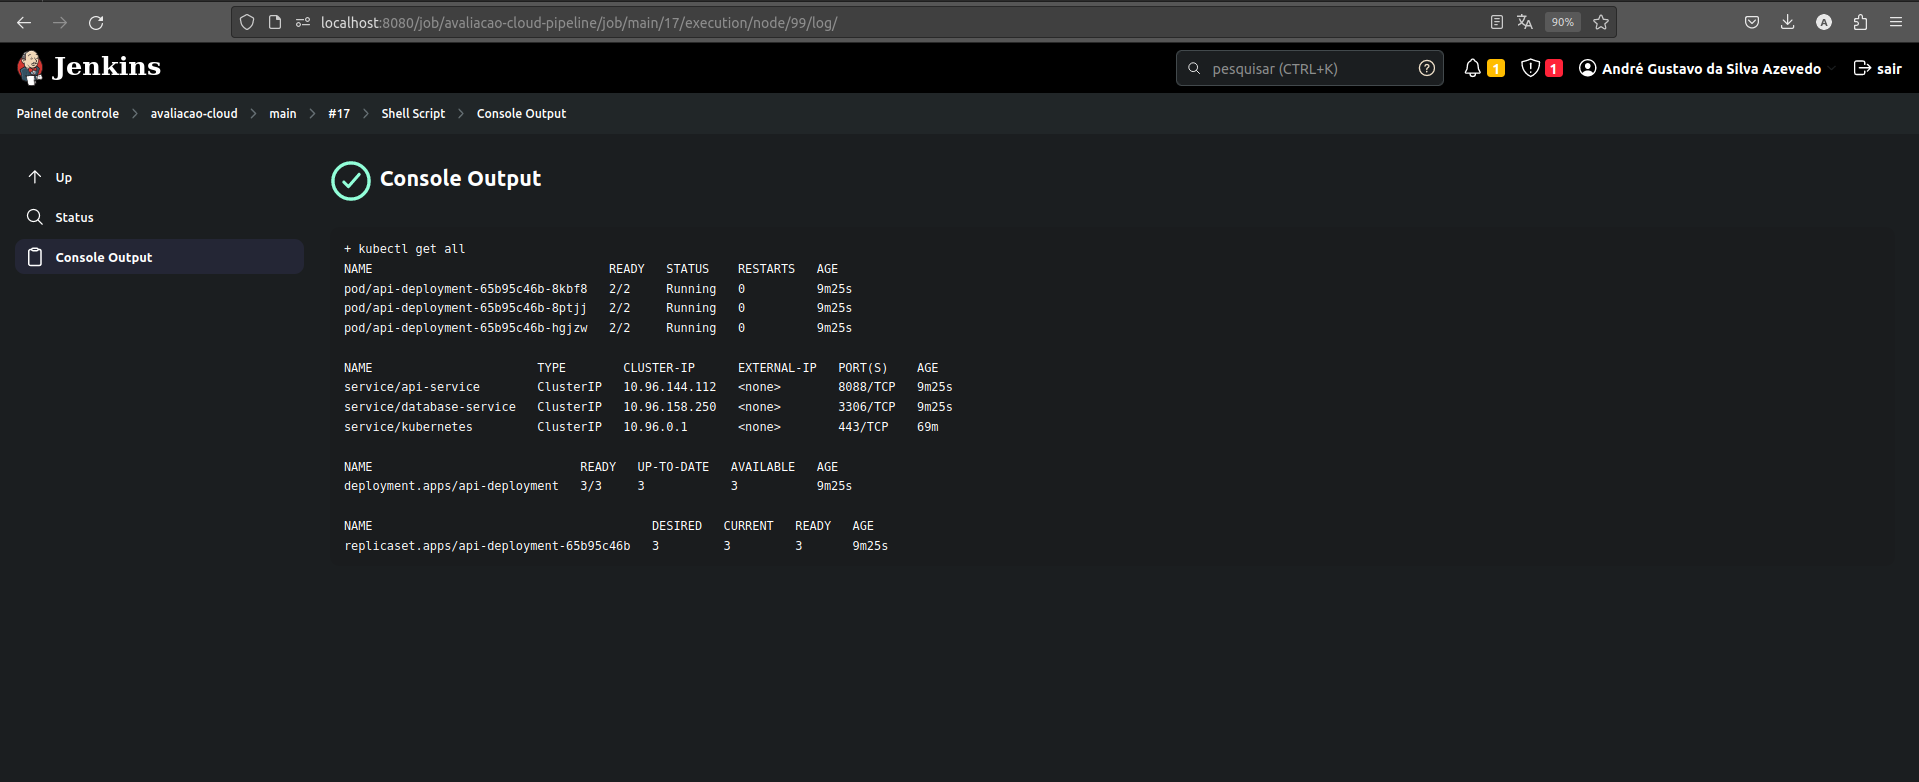 localhost:8080/job/avaliacao-cloud-pipeline/job/main/17/execution/node/99/log/
90%
A
Jenkins
pesquisar (CTRL+K)
?
1
1
André Gustavo da Silva Azevedo
sair
Painel de controle
avaliacao-cloud
main
#17
Shell Script
Console Output
Up
Status
Console Output
Console Output
+ kubectl get all
NAME READY STATUS RESTARTS AGE
pod/api-deployment-65b95c46b-8kbf8 2/2 Running 0 9m25s
pod/api-deployment-65b95c46b-8ptjj 2/2 Running 0 9m25s
pod/api-deployment-65b95c46b-hgjzw 2/2 Running 0 9m25s
NAME TYPE CLUSTER-IP EXTERNAL-IP PORT(S) AGE
service/api-service ClusterIP 10.96.144.112 <none> 8088/TCP 9m25s
service/database-service ClusterIP 10.96.158.250 <none> 3306/TCP 9m25s
service/kubernetes ClusterIP 10.96.0.1 <none> 443/TCP 69m
NAME READY UP-TO-DATE AVAILABLE AGE
deployment.apps/api-deployment 3/3 3 3 9m25s
NAME DESIRED CURRENT READY AGE
replicaset.apps/api-deployment-65b95c46b 3 3 3 9m25s